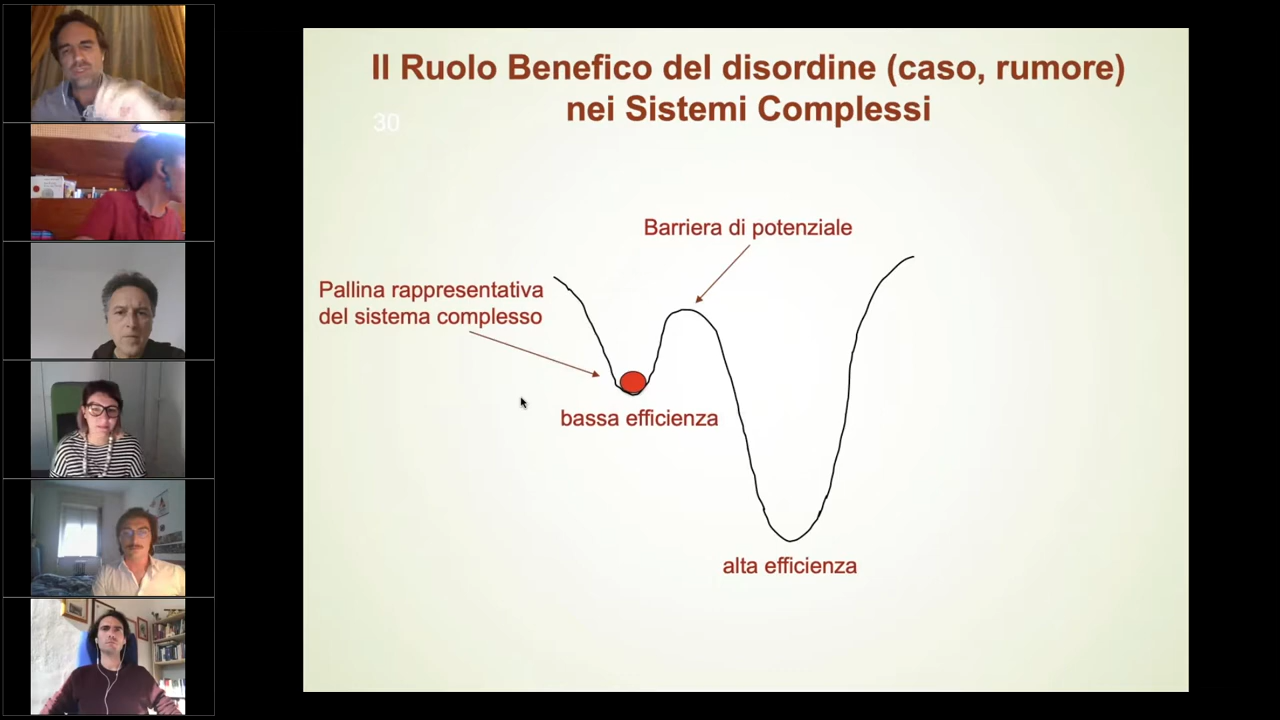 Il Ruolo Benefico del disordine (caso, rumore)
nei Sistemi Complessi
30
Barriera di potenziale
Pallina rappresentativa
del sistema complesso
bassa efficienza
alta efficienza